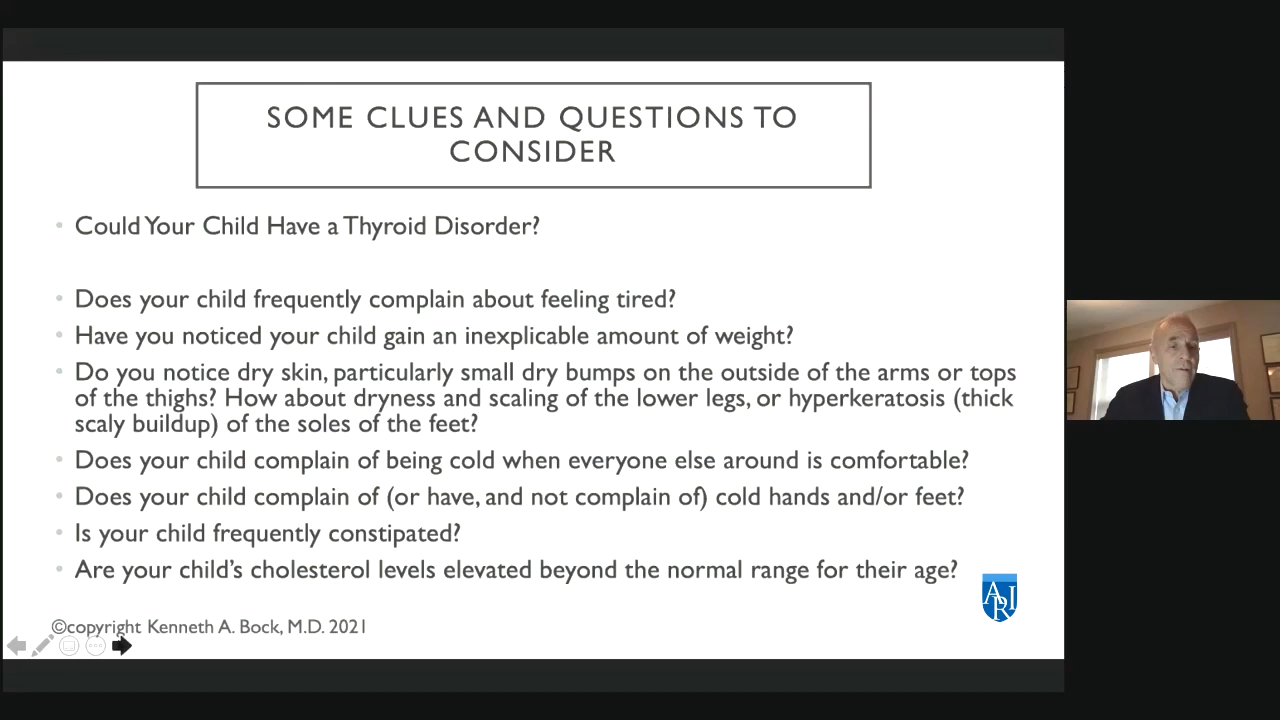 SOME CLUES AND QUESTIONS TO
CONSIDER
• Could Your Child Have a Thyroid Disorder?
• Does your child frequently complain about feeling tired?
• Have you noticed your child gain an inexplicable amount of weight?
• Do you notice dry skin, particularly small dry bumps on the outside of the arms or tops
of the thighs? How about dryness and scaling of the lower legs, or hyperkeratosis (thick
scaly buildup) of the soles of the feet?
• Does your child complain of being cold when everyone else around is comfortable?
• Does your child complain of (or have, and not complain of) cold hands and/or feet?
• Is your child frequently constipated?
• Are your child’s cholesterol levels elevated beyond the normal range for their age?
ARI
©copyright Kenneth A. Bock, M.D. 2021